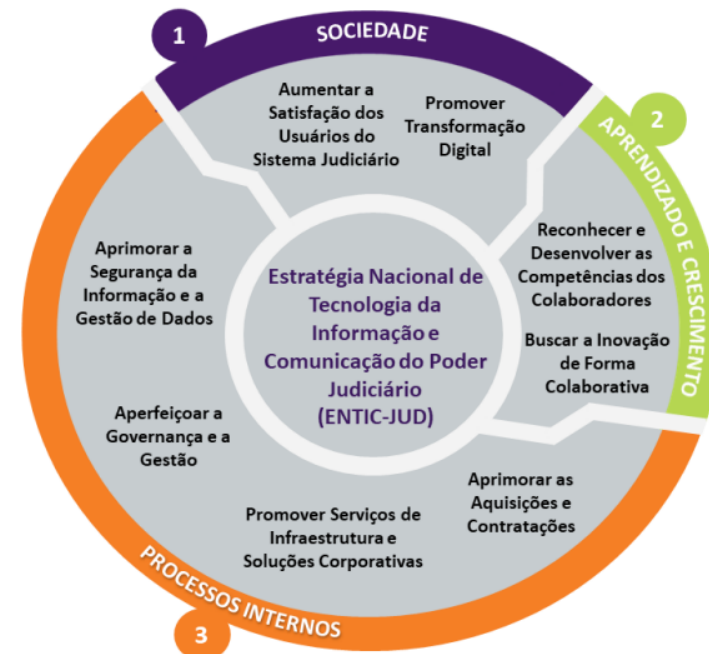 1
SOCIEDADE
Aumentar a
Satisfação dos
Usuários do
Sistema Judiciário
Promover
Transformação
Digital
2
APRENDIZADO E CRESCIMENTO
Reconhecer e
Desenvolver as
Competências dos
Colaboradores
Buscar a Inovação
de Forma
Colaborativa
Estratégia Nacional de
Tecnologia da
Informação e
Comunicação do Poder
Judiciário
(ENTIC-JUD)
Aprimorar a
Segurança da
Informação e a
Gestão de Dados
Aperfeiçoar a
Governança e a
Gestão
Promover Serviços de
Infraestrutura e
Soluções Corporativas
Aprimorar as
Aquisições e
Contratações
PROCESSOS INTERNOS
3